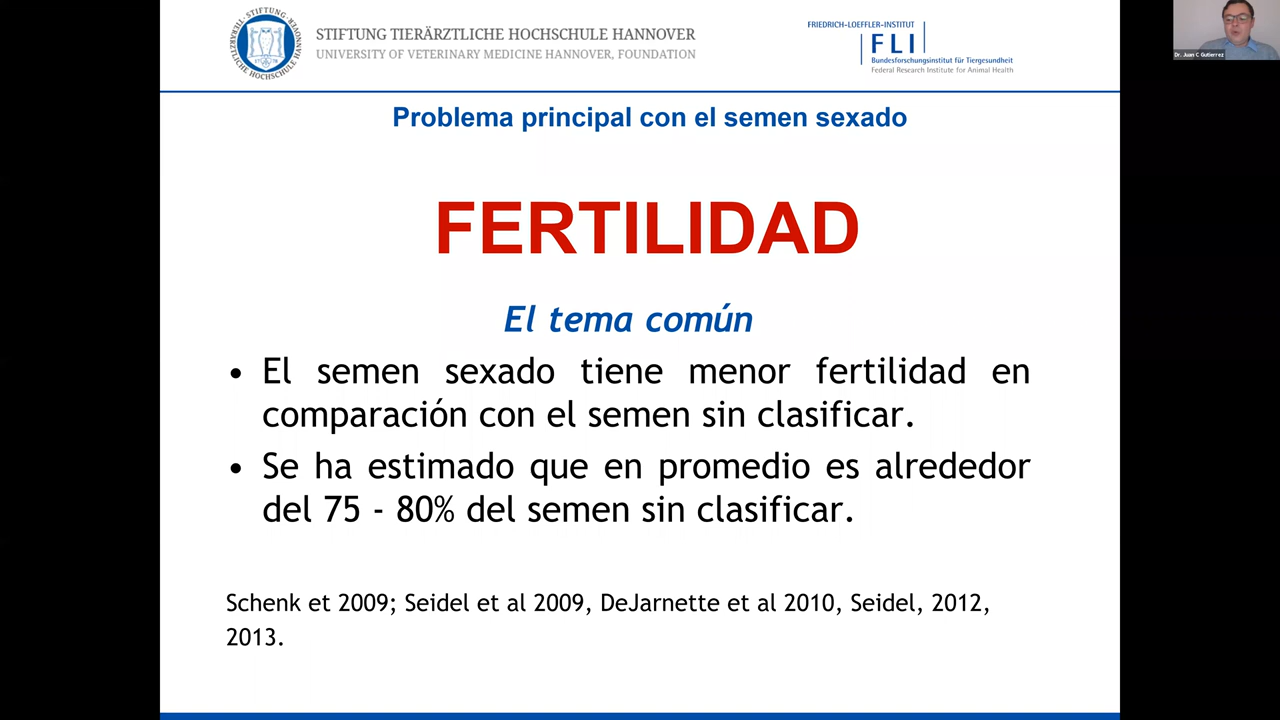 STIFTUNG TIERÄRZTLICHE HOCHSCHULE HANNOVER
UNIVERSITY OF VETERINARY MEDICINE HANNOVER, FOUNDATION
FRIEDRICH-LOEFFLER-INSTITUT
FLI
Bundesforschungsinstitut für Tiergesundheit
Federal Research Institute for Animal Health
Dr. Juan C Gutierrez
Problema principal con el semen sexado
FERTILIDAD
El tema común
• El semen sexado tiene menor fertilidad en
comparación con el semen sin clasificar.
• Se ha estimado que en promedio es alrededor
del 75 - 80% del semen sin clasificar.
Schenk et 2009; Seidel et al 2009, DeJarnette et al 2010, Seidel, 2012,
2013.